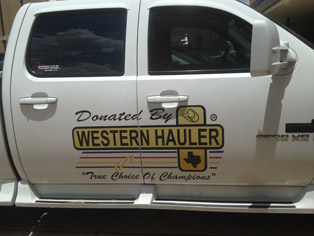 Donated By
WESTERN HAULER
®
"True Choice Of Champions"